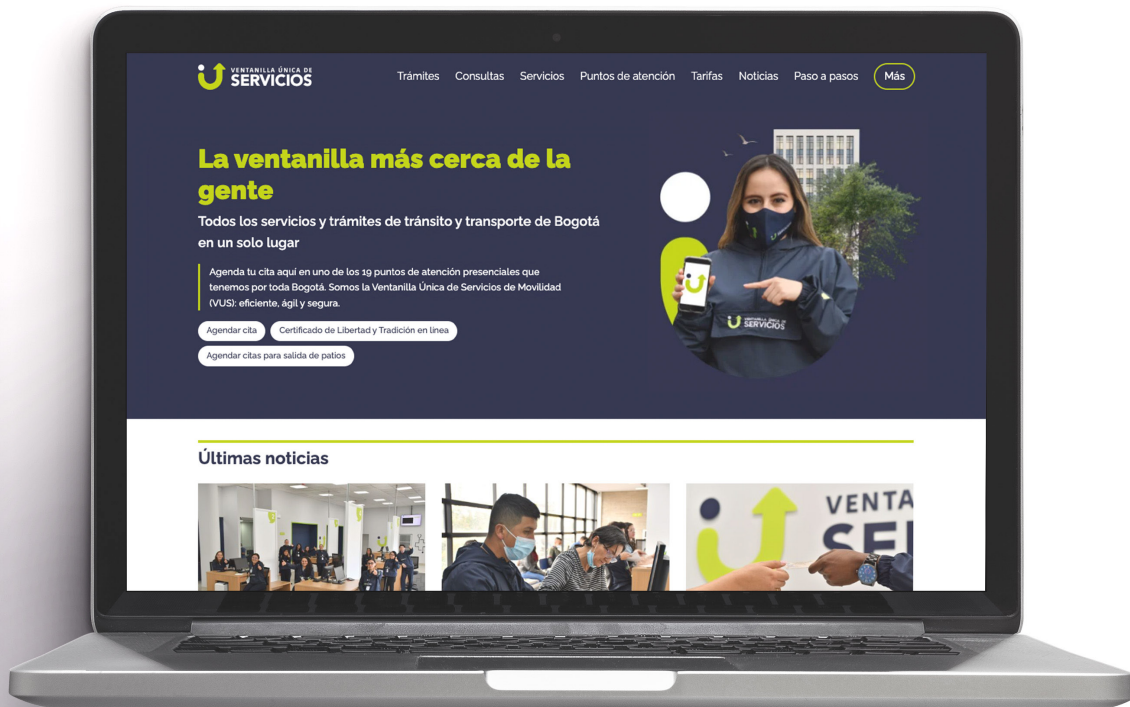 VENTANILLA ÚNICA DE
SERVICIOS
Trámites Consultas Servicios Puntos de atención Tarifas Noticias Paso a pasos Más
La ventanilla más cerca de la
gente
Todos los servicios y trámites de tránsito y transporte de Bogotá
en un solo lugar
Agenda tu cita aquí en uno de los 19 puntos de atención presenciales que
tenemos por toda Bogotá. Somos la Ventanilla Única de Servicios de Movilidad
(VUS): eficiente, ágil y segura.
Agendar cita Certificado de Libertad y Tradición en línea
Agendar citas para salida de patios
VENTANILLA ÚNICA DE
SERVICIOS
Últimas noticias
VENTA
SE